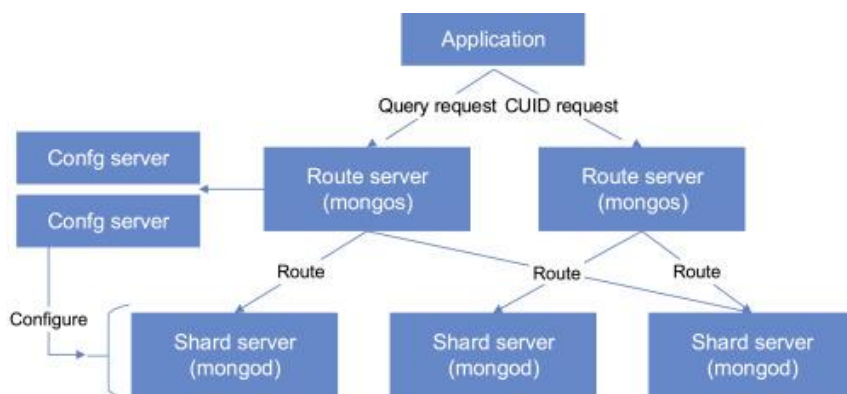 Application
Query request
CUID request
Confg server
Confg server
Route server
(mongos)
Route server
(mongos)
Route
Route
Route
Configure
Shard server
(mongod)
Shard server
(mongod)
Shard server
(mongod)